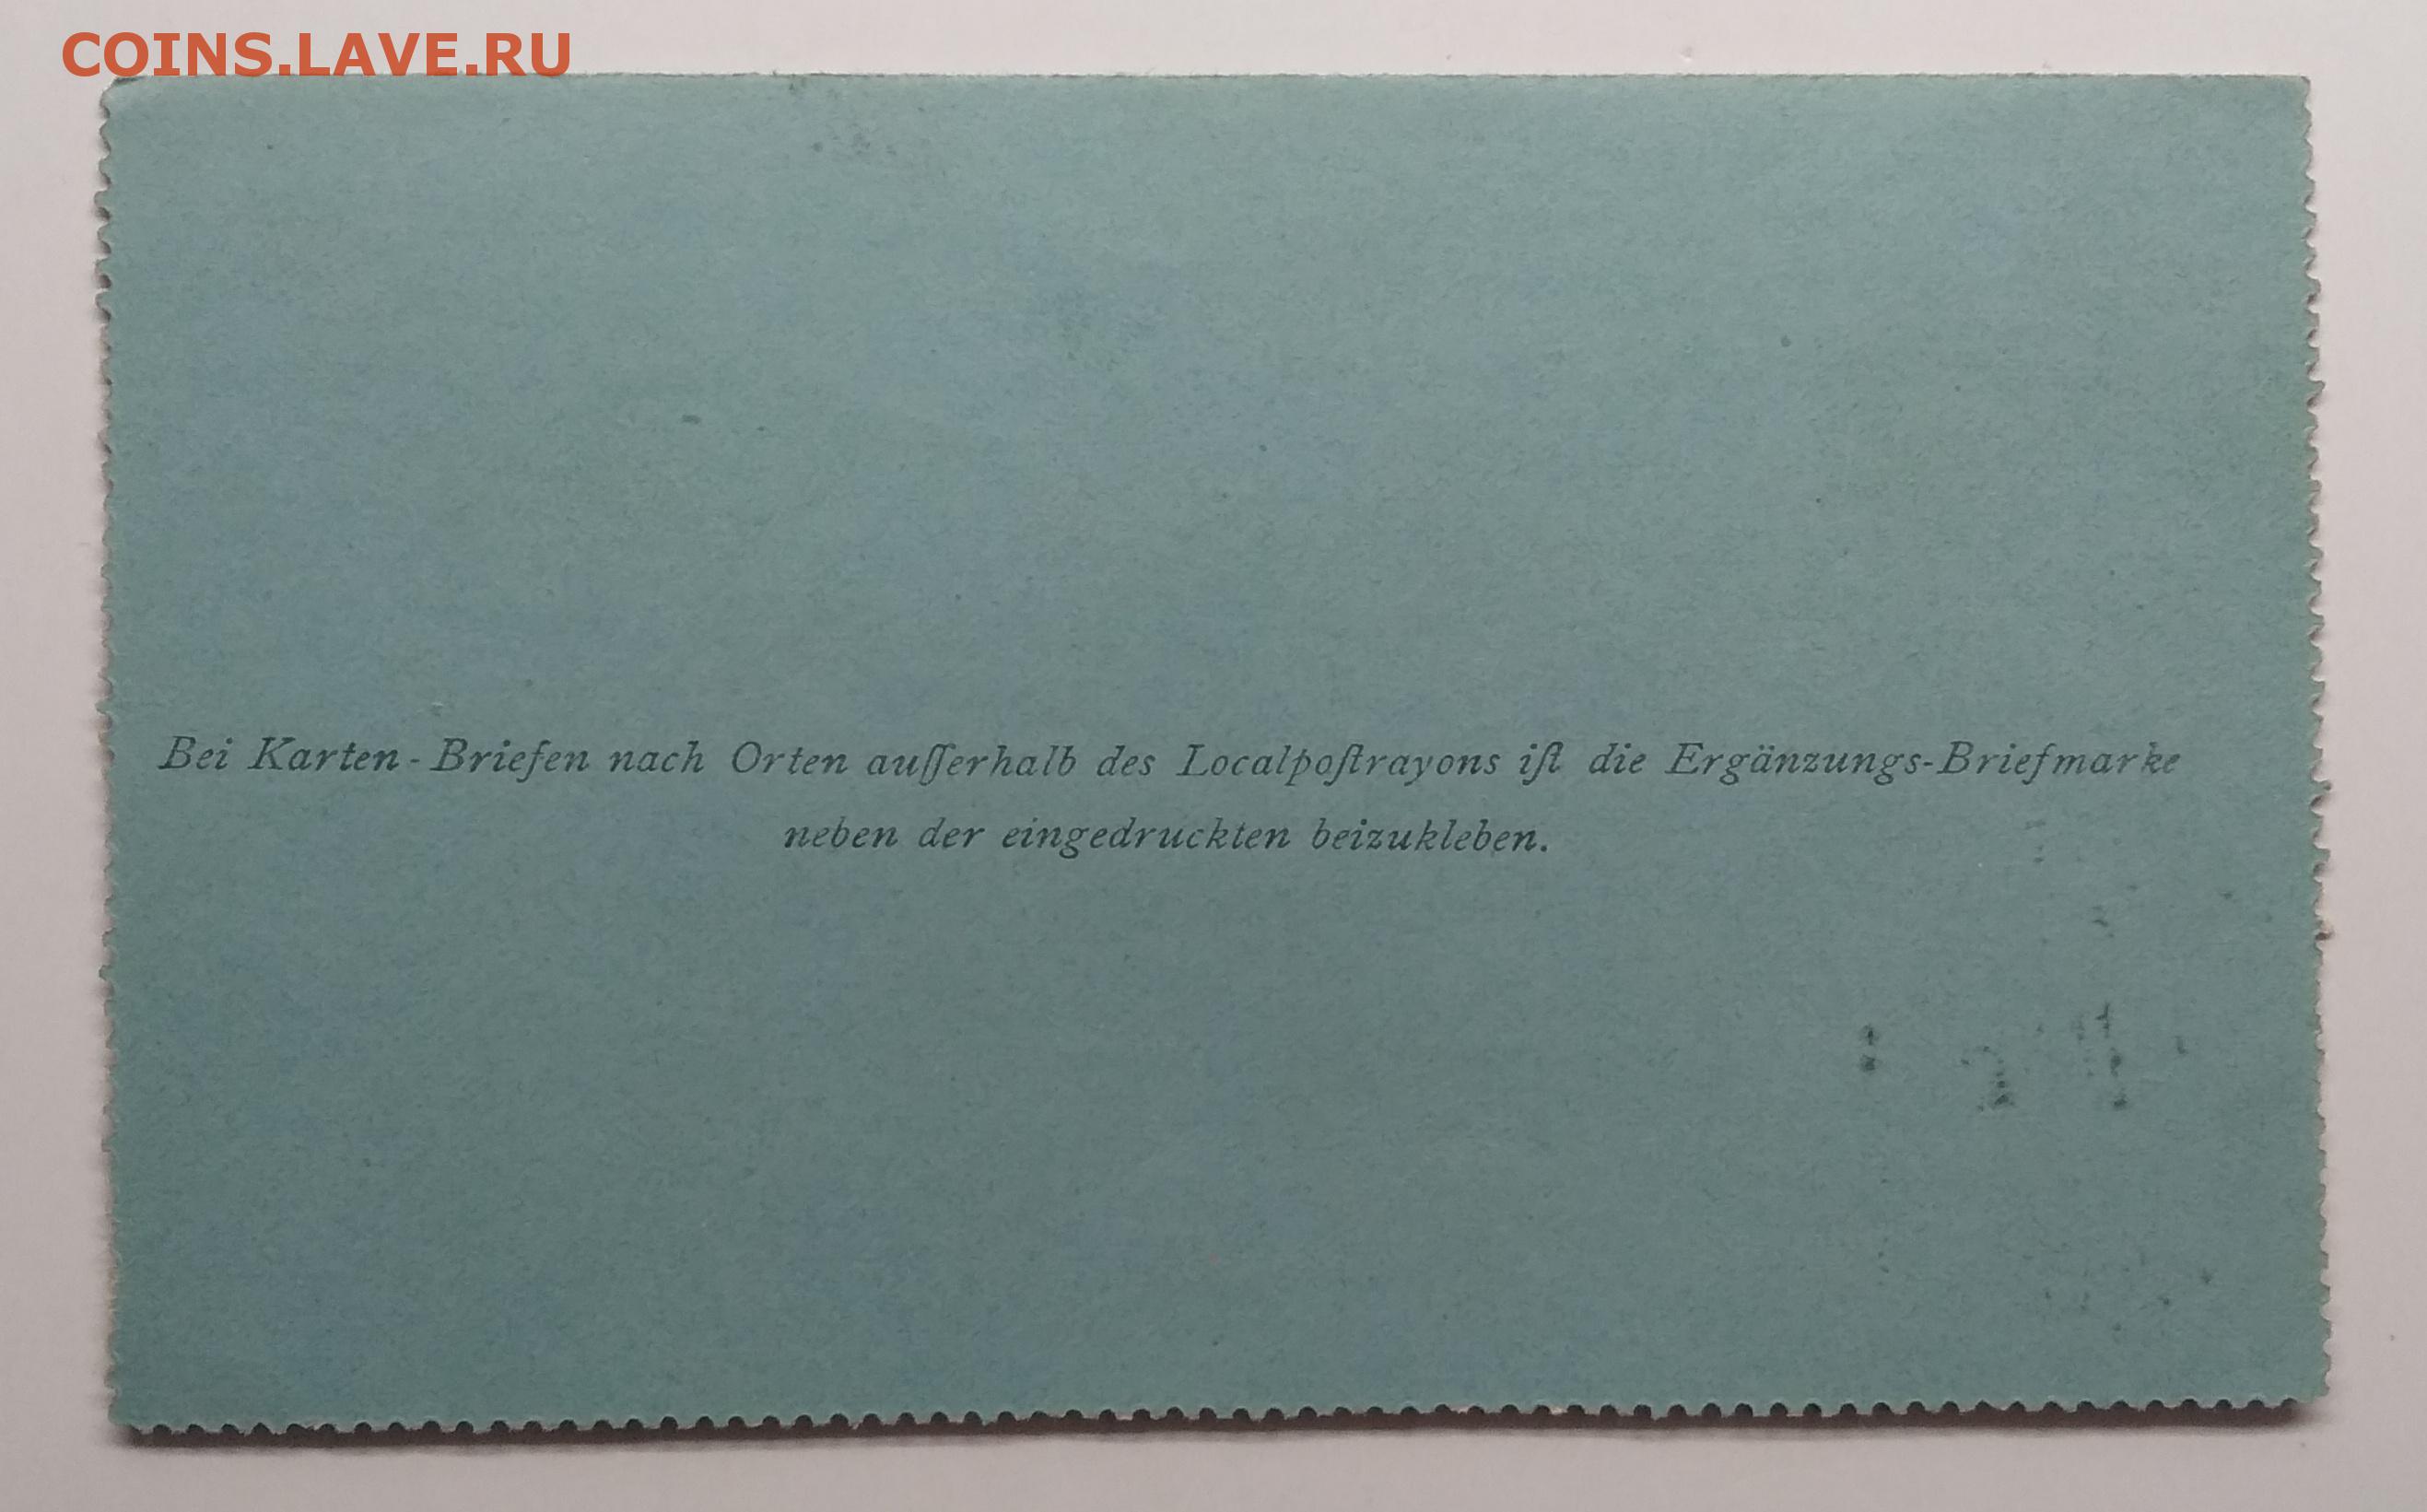 COINS.LAVE.RU
Bei Karten-Briefen nach Orten auſſerhalb des Localpoſtrayons iſt die Ergänzungs-Briefmarke
neben der eingedruckten beizukleben.